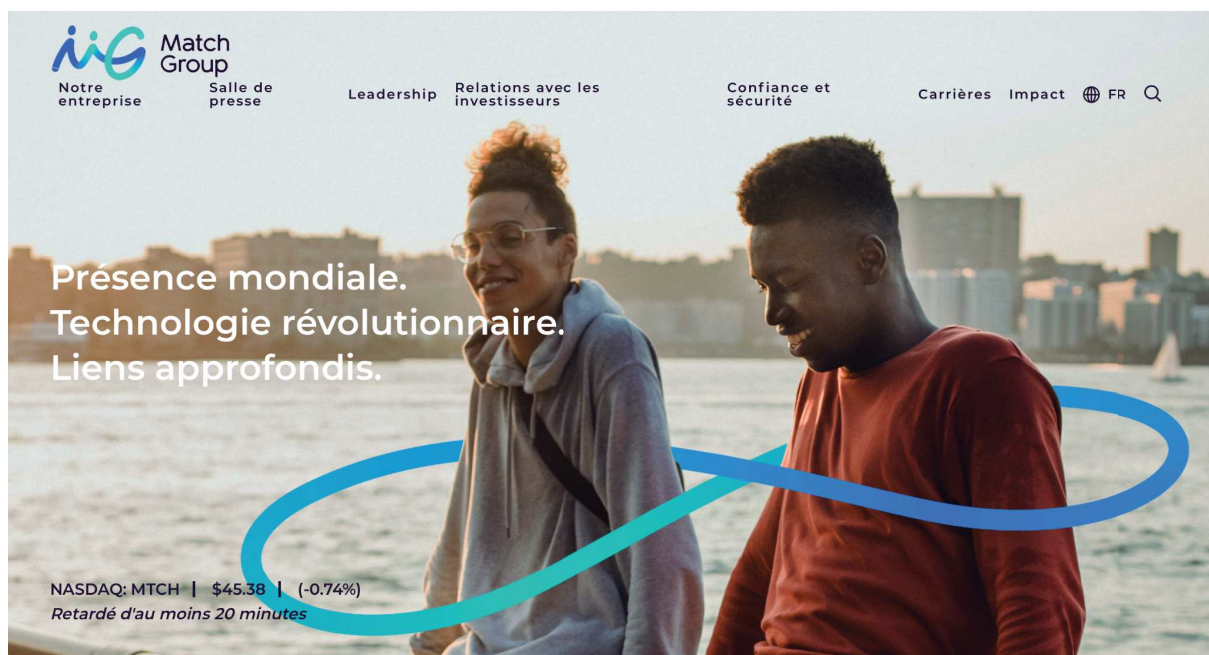 Match
Group
Notre
entreprise
Salle de
presse
Leadership
Relations avec les
investisseurs
Confiance et
sécurité
Carrières
Impact
FR
Présence mondiale.
Technologie révolutionnaire.
Liens approfondis.
NASDAQ: MTCH | $45.38 | (-0.74%)
Retardé d'au moins 20 minutes